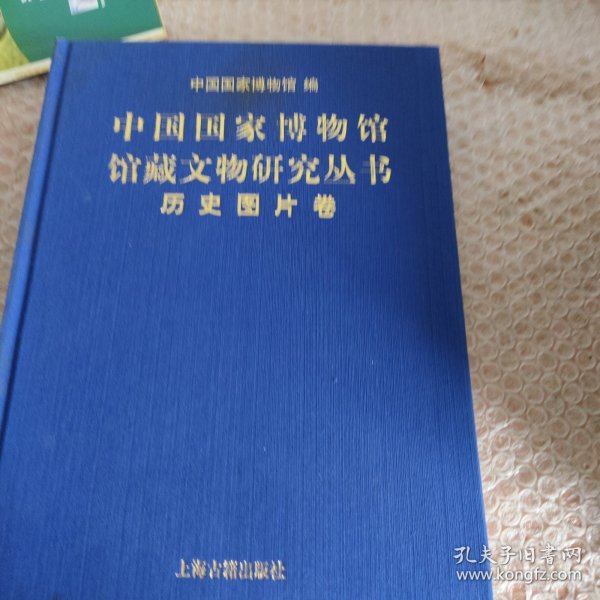 中国国家博物馆 编
中国国家博物馆
馆藏文物研究丛书
历史图片卷
上海古籍出版社
孔夫子旧书网
www.kongfz.com